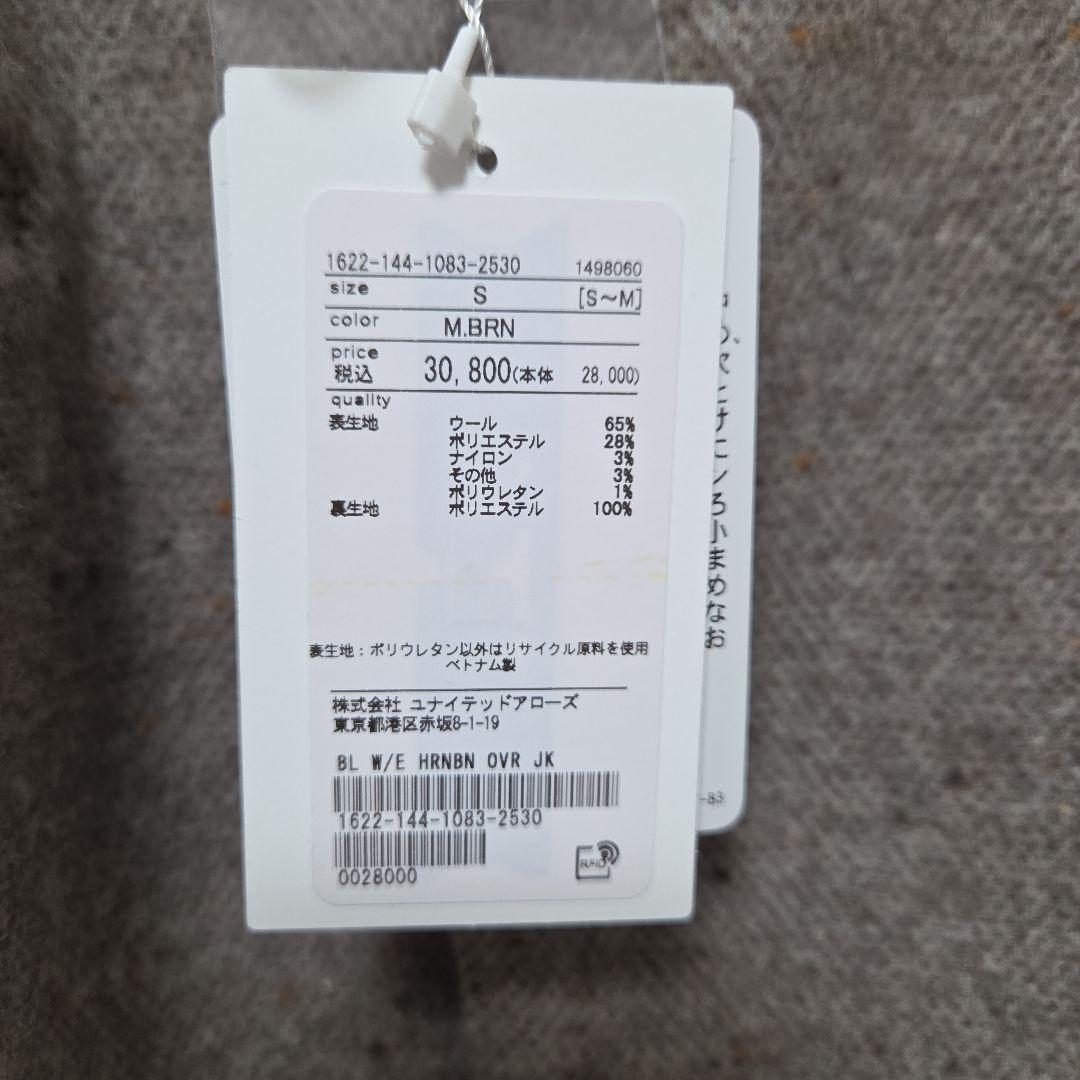 1622-144-1083-2530 1498060
size S [S~M]
color M.BRN
price
税込 30,800(本体 28,000)
quality
表生地 ウール 65%
ポリエステル 28%
ナイロン 3%
その他 3%
ポリウレタン 1%
裏生地 ポリエステル 100%
表生地:ポリウレタン以外はリサイクル原料を使用
ベトナム製
株式会社 ユナイテッドアローズ
東京都港区赤坂8-1-19
BL W/E HRNBN OVR JK
1622-144-1083-2530
0028000
RFID
小まめなお
-83